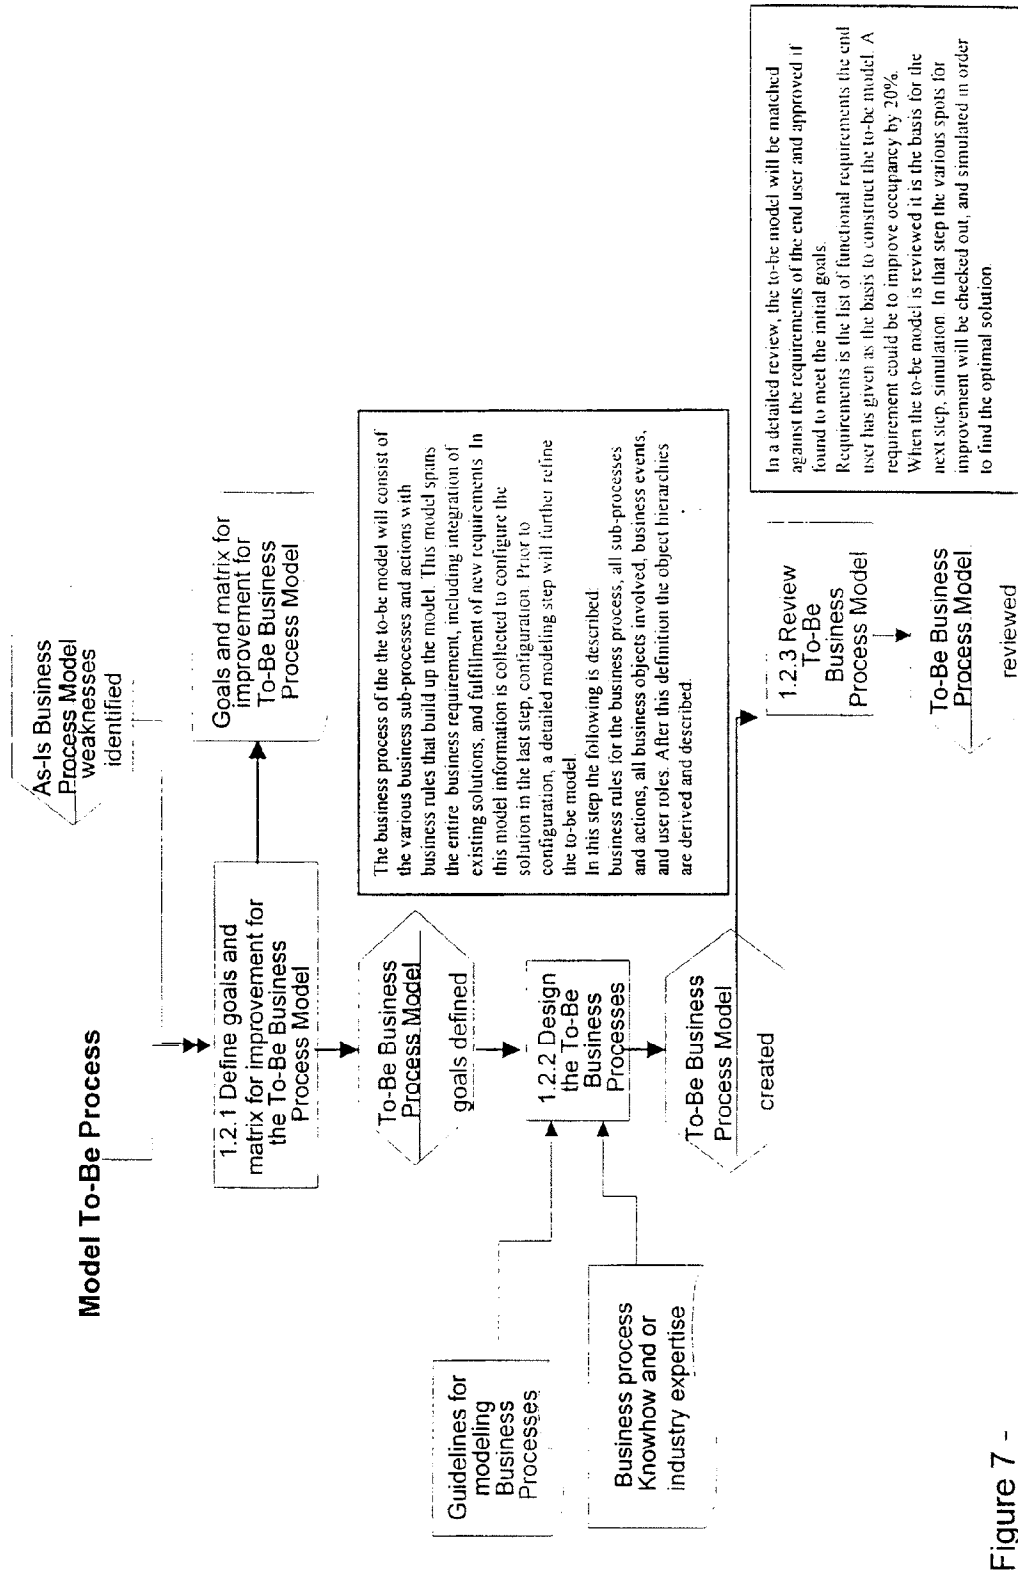 Model To-Be Process
As-Is Business
Process Model
weaknesses
identified
1.2.1 Define goals and
matrix for improvement for
the To-Be Business
Process Model
Goals and matrix for
improvement for
To-Be Business
Process Model
To-Be Business
Process Model
goals defined
Guidelines for
modeling
Business
Processes
1.2.2 Design
the To-Be
Business
Processes
Business process
Knowhow and or
industry expertise
The business process of the to-be model will consist of
the various business sub-processes and actions with
business rules that build up the model. This model spans
the entire business requirement, including integration of
existing solutions, and fulfillment of new requirements. In
this model information is collected to configure the
solution in the last step, configuration. Prior to
configuration, a detailed modeling step will further refine
the to-be model.
In this step the following is described:
business rules for the business process, all sub-processes
and actions, all business objects involved, business events,
and user roles. After this definition the object hierarchies
are derived and described.
To-Be Business
Process Model
created
1.2.3 Review
To-Be
Business
Process Model
To-Be Business
Process Model
reviewed
In a detailed review, the to-be model will be matched
against the requirements of the end user and approved if
found to meet the initial goals.
Requirements is the list of functional requirements the end
user has given as the basis to construct the to-be model. A
requirement could be to improve occupancy by 20%.
When the to-be model is reviewed it is the basis for the
next step, simulation. In that step the various spots for
improvement will be checked out, and simulated in order
to find the optimal solution.
Figure 7 -